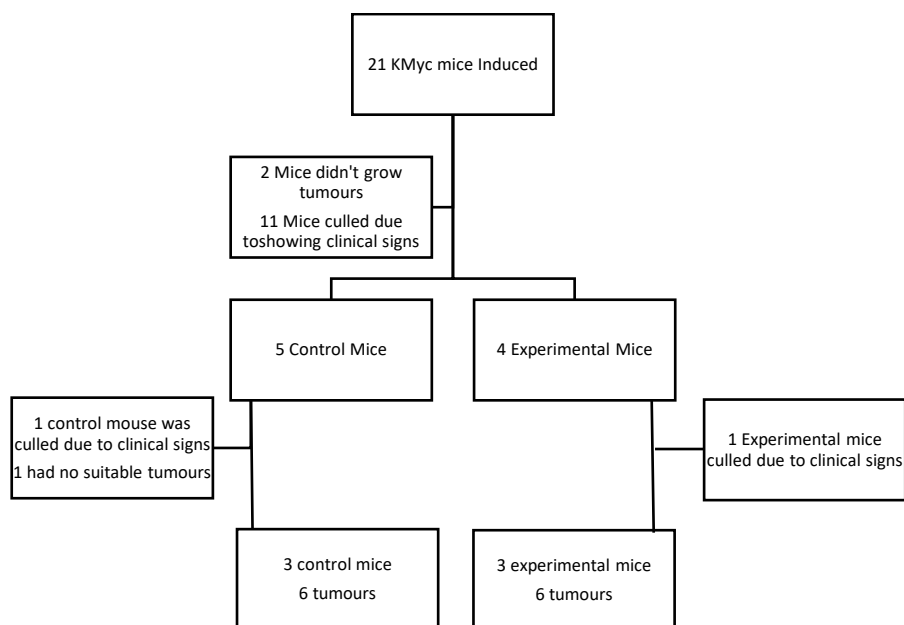 21 KMyc mice Induced
2 Mice didn't grow
tumours
11 Mice culled due
toshowing clinical signs
5 Control Mice
4 Experimental Mice
1 control mouse was
culled due to clinical signs
1 had no suitable tumours
1 Experimental mice
culled due to clinical signs
3 control mice
6 tumours
3 experimental mice
6 tumours